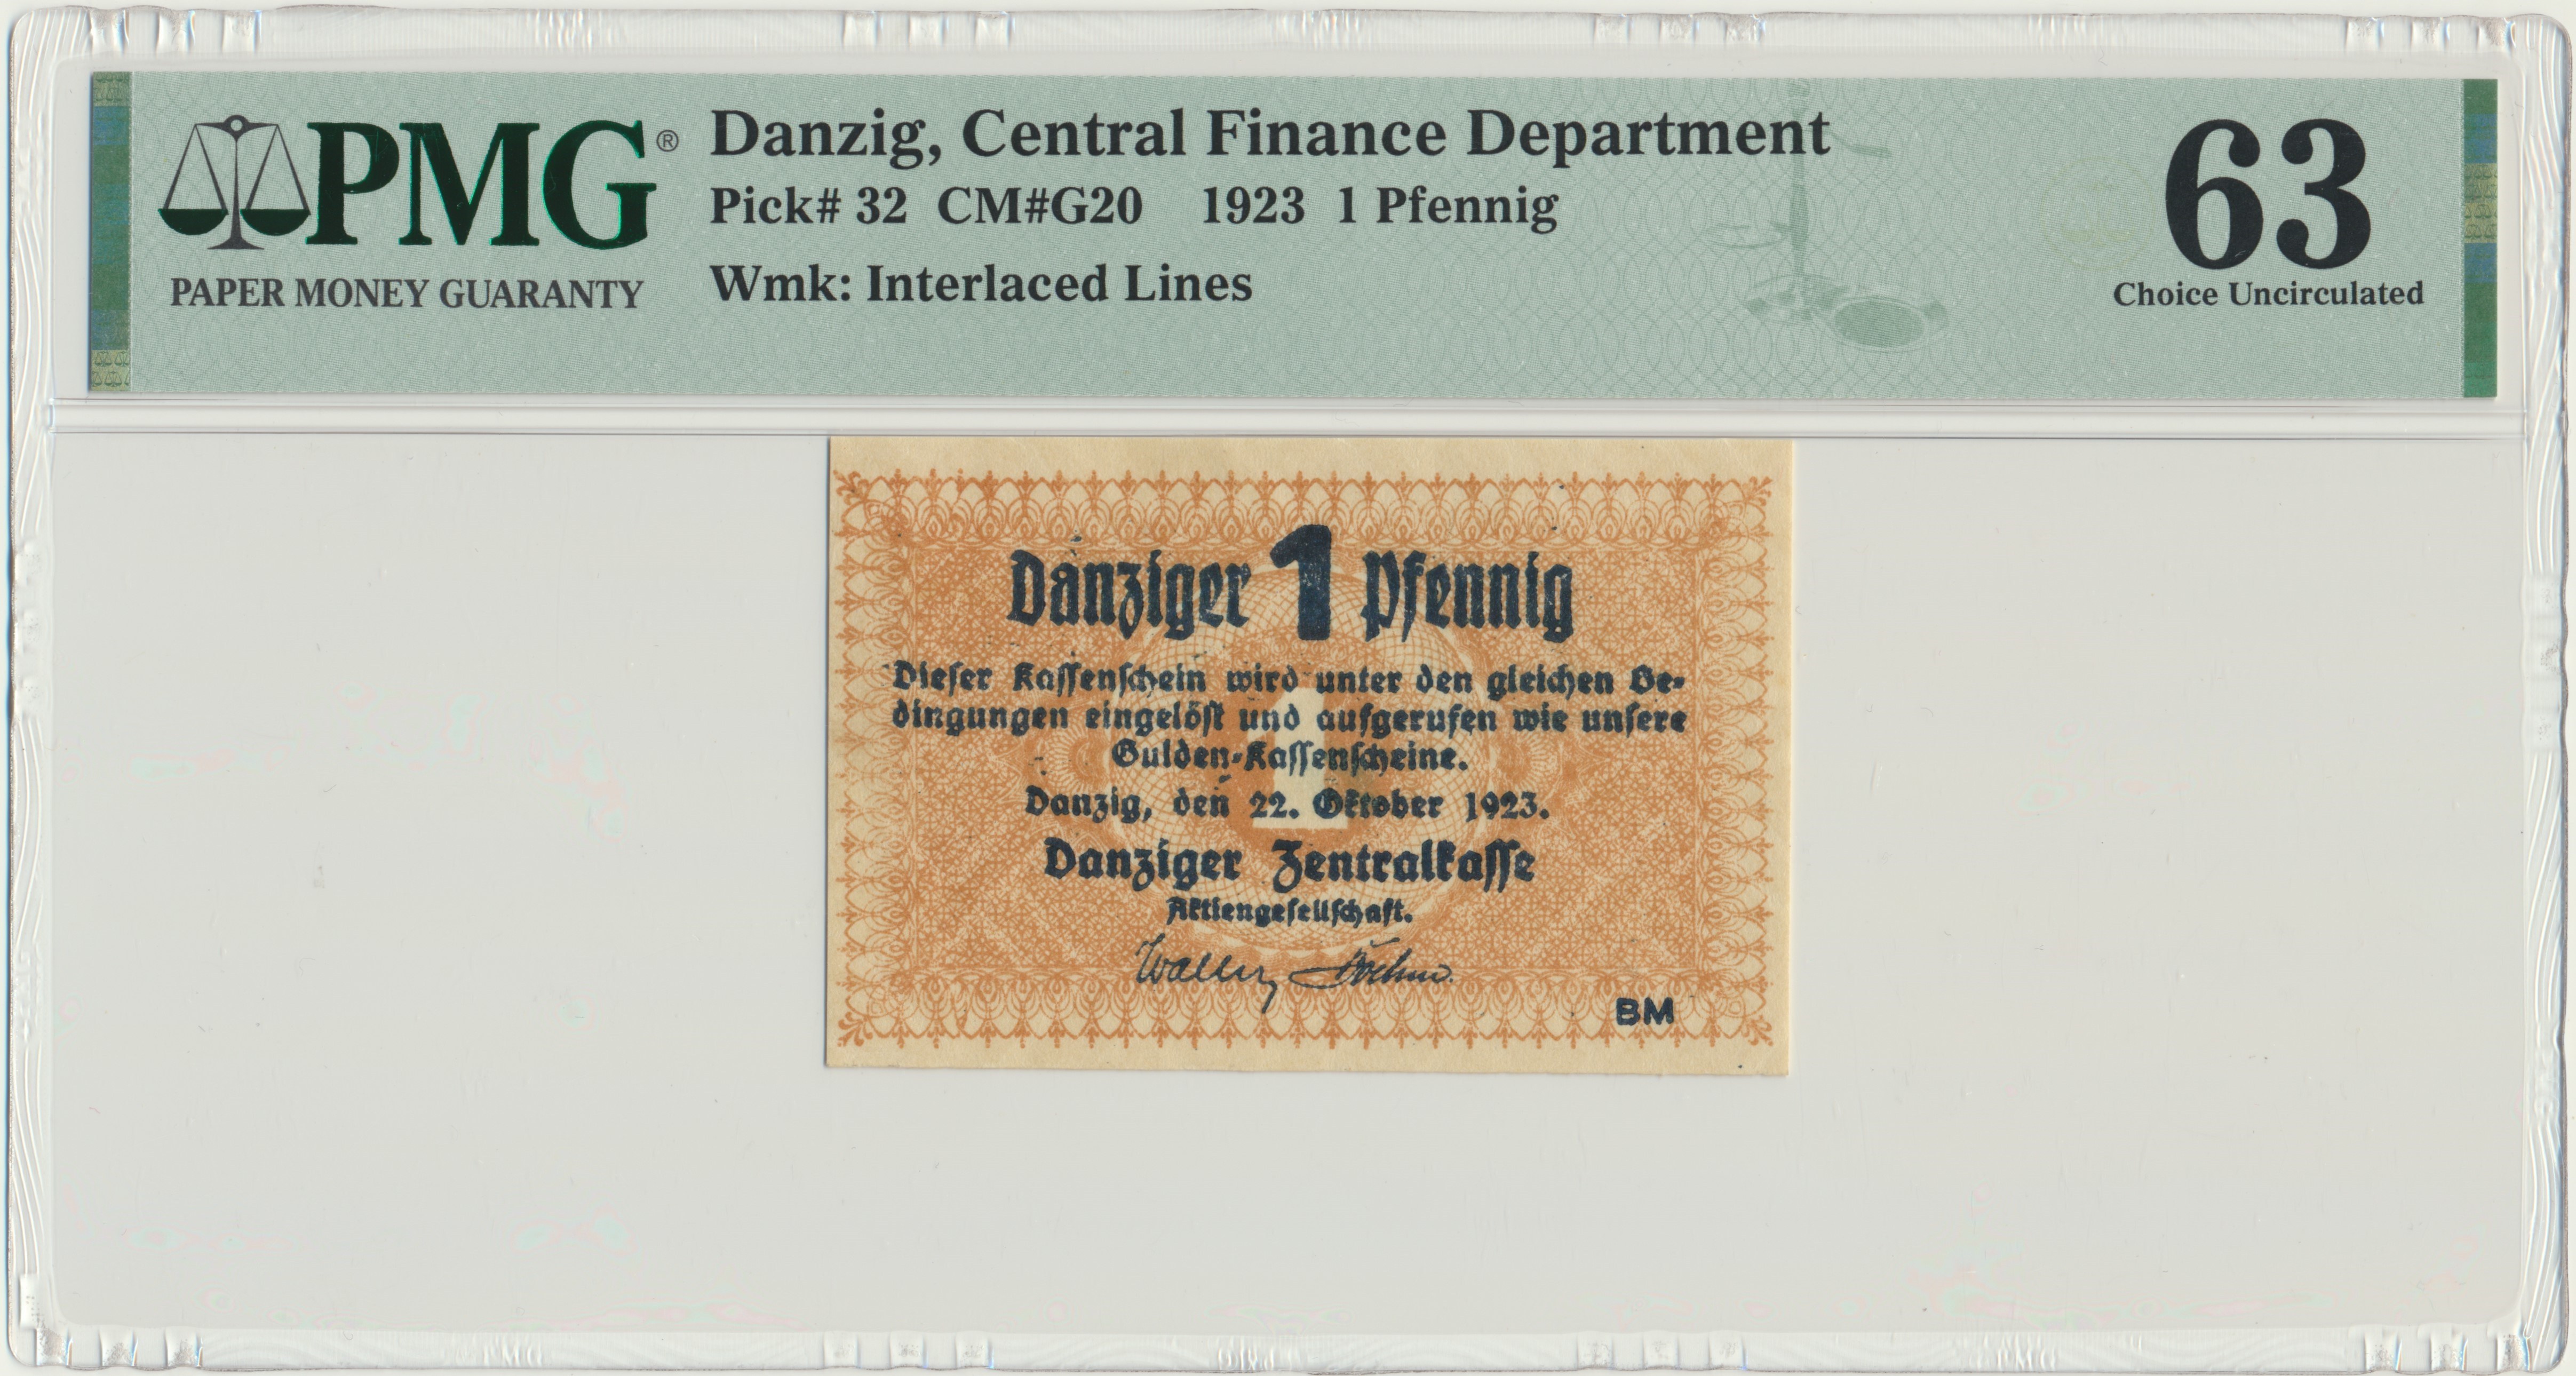 PMG®
PAPER MONEY GUARANTY
Danzig, Central Finance Department
Pick# 32 CM#G20 1923 1 Pfennig
Wmk: Interlaced Lines
63
Choice Uncirculated
Danziger 1 Pfennig
Dieser Kassenschein wird unter den gleichen Be-
dingungen eingelöst und aufgerufen wie unsere
Gulden-Kassenscheine.
1
Danzig, den 22. Oktober 1923.
Danziger Zentralkasse
Aktiengesellschaft.
BM